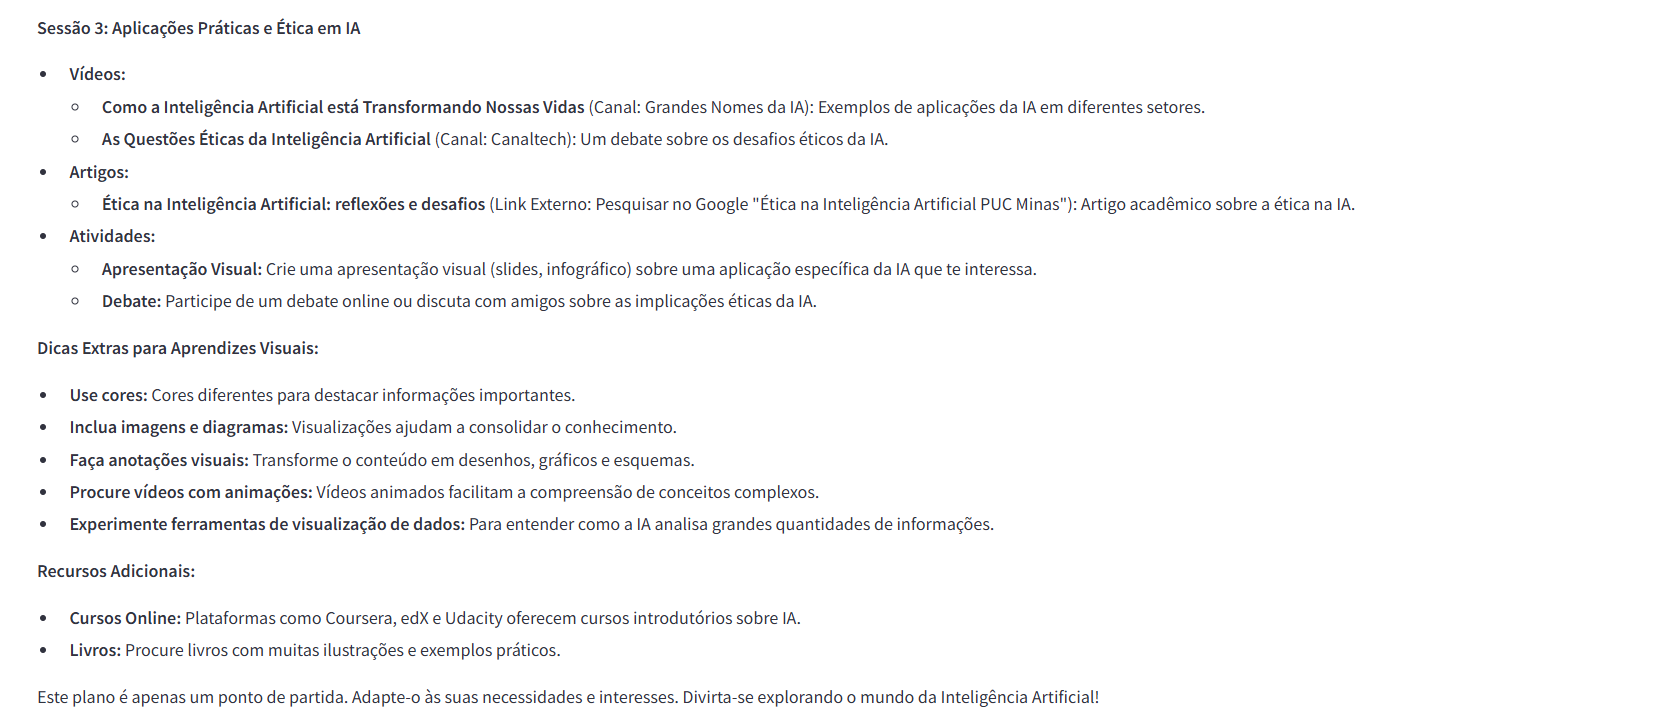 Sessão 3: Aplicações Práticas e Ética em IA
Vídeos:
Como a Inteligência Artificial está Transformando Nossas Vidas (Canal: Grandes Nomes da IA): Exemplos de aplicações da IA em diferentes setores.
As Questões Éticas da Inteligência Artificial (Canal: Canaltech): Um debate sobre os desafios éticos da IA.
Artigos:
Ética na Inteligência Artificial: reflexões e desafios (Link Externo: Pesquisar no Google "Ética na Inteligência Artificial PUC Minas"): Artigo acadêmico sobre a ética na IA.
Atividades:
Apresentação Visual: Crie uma apresentação visual (slides, infográfico) sobre uma aplicação específica da IA que te interessa.
Debate: Participe de um debate online ou discuta com amigos sobre as implicações éticas da IA.
Dicas Extras para Aprendizes Visuais:
Use cores: Cores diferentes para destacar informações importantes.
Inclua imagens e diagramas: Visualizações ajudam a consolidar o conhecimento.
Faça anotações visuais: Transforme o conteúdo em desenhos, gráficos e esquemas.
Procure vídeos com animações: Vídeos animados facilitam a compreensão de conceitos complexos.
Experimente ferramentas de visualização de dados: Para entender como a IA analisa grandes quantidades de informações.
Recursos Adicionais:
Cursos Online: Plataformas como Coursera, edX e Udacity oferecem cursos introdutórios sobre IA.
Livros: Procure livros com muitas ilustrações e exemplos práticos.
Este plano é apenas um ponto de partida. Adapte-o às suas necessidades e interesses. Divirta-se explorando o mundo da Inteligência Artificial!